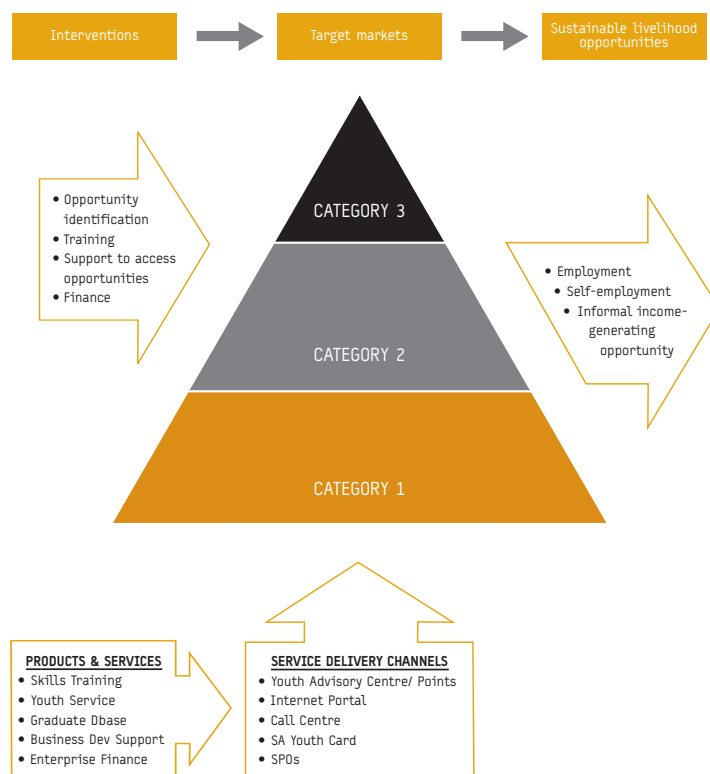 Interventions
Target markets
Sustainable livelihood
opportunities
• Opportunity
identification
• Training
• Support to access
opportunities
• Finance
CATEGORY 3
CATEGORY 2
CATEGORY 1
• Employment
• Self-employment
• Informal income-
generating
opportunity
PRODUCTS & SERVICES
• Skills Training
• Youth Service
• Graduate Dbase
• Business Dev Support
• Enterprise Finance
SERVICE DELIVERY CHANNELS
• Youth Advisory Centre/ Points
• Internet Portal
• Call Centre
• SA Youth Card
• SPOs